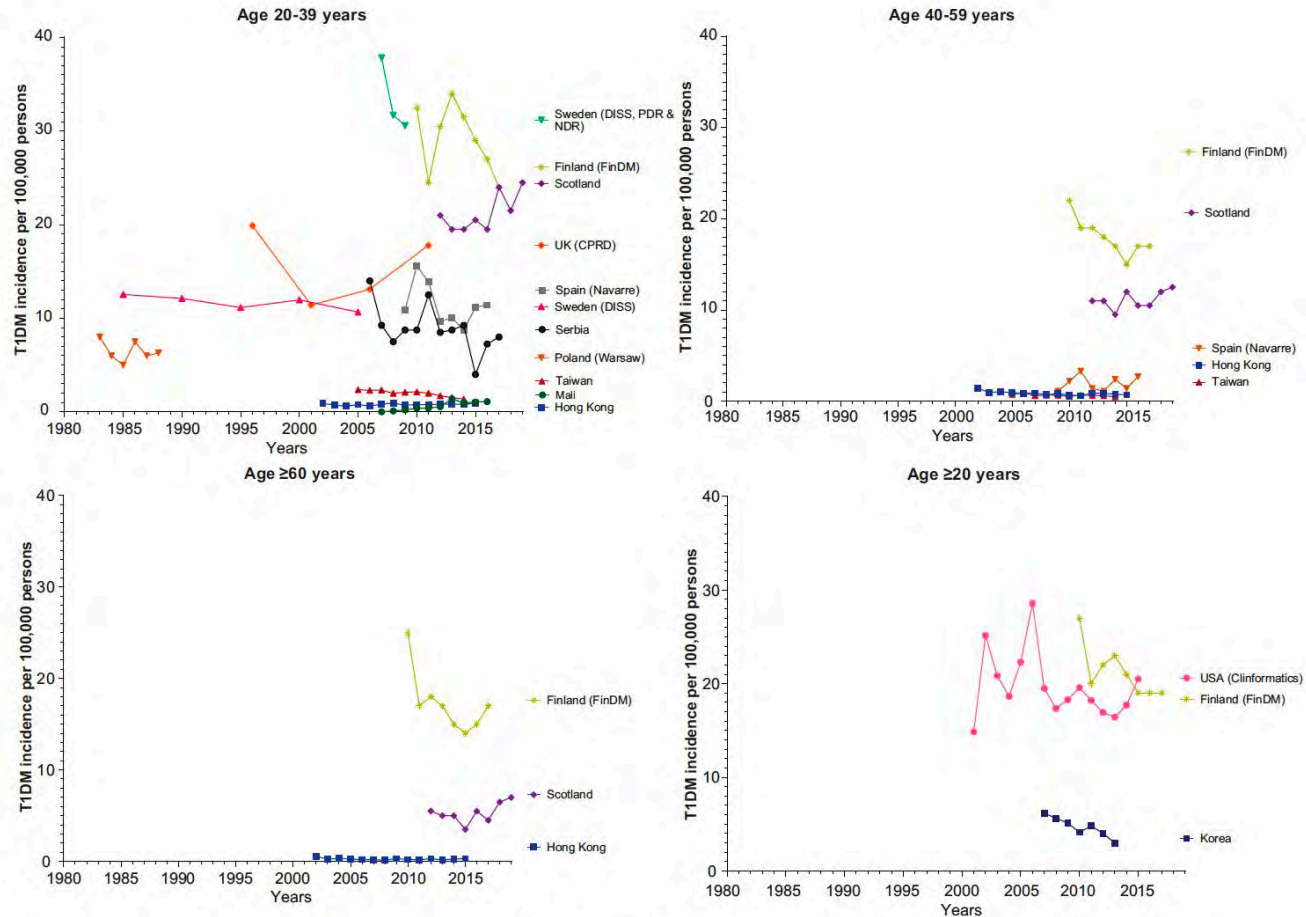 Age 20-39 years
T1DM incidence per 100,000 persons
40
30
20
10
0
1980 1985 1990 1995 2000 2005 2010 2015
Years
Sweden (DISS, PDR &
NDR)
Finland (FinDM)
Scotland
UK (CPRD)
Spain (Navarre)
Sweden (DISS)
Serbia
Poland (Warsaw)
Taiwan
Mali
Hong Kong
Age 40-59 years
T1DM incidence per 100,000 persons
40
30
20
10
0
1980 1985 1990 1995 2000 2005 2010 2015
Years
Finland (FinDM)
Scotland
Spain (Navarre)
Hong Kong
Taiwan
Age ≥60 years
T1DM incidence per 100,000 persons
40
30
20
10
0
1980 1985 1990 1995 2000 2005 2010 2015
Years
Finland (FinDM)
Scotland
Hong Kong
Age ≥20 years
T1DM incidence per 100,000 persons
40
30
20
10
0
1980 1985 1990 1995 2000 2005 2010 2015
Years
USA (Clinformatics)
Finland (FinDM)
Korea